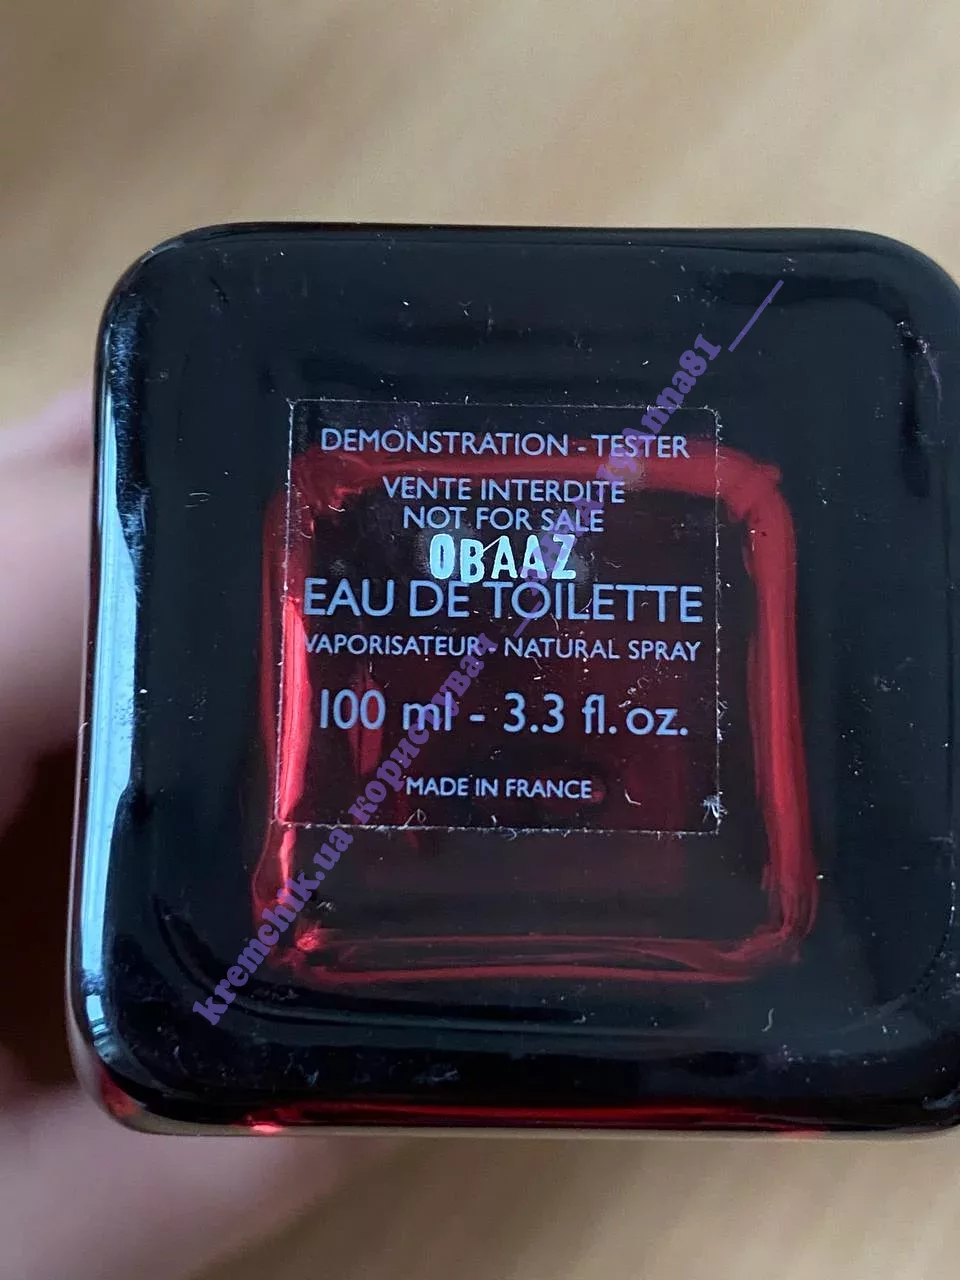 DEMONSTRATION - TESTER
VENTE INTERDITE
NOT FOR SALE
OBAAZ
EAU DE TOILETTE
VAPORISATEUR - NATURAL SPRAY
100 ml - 3.3 fl. oz.
MADE IN FRANCE
kremchik.ua користувач